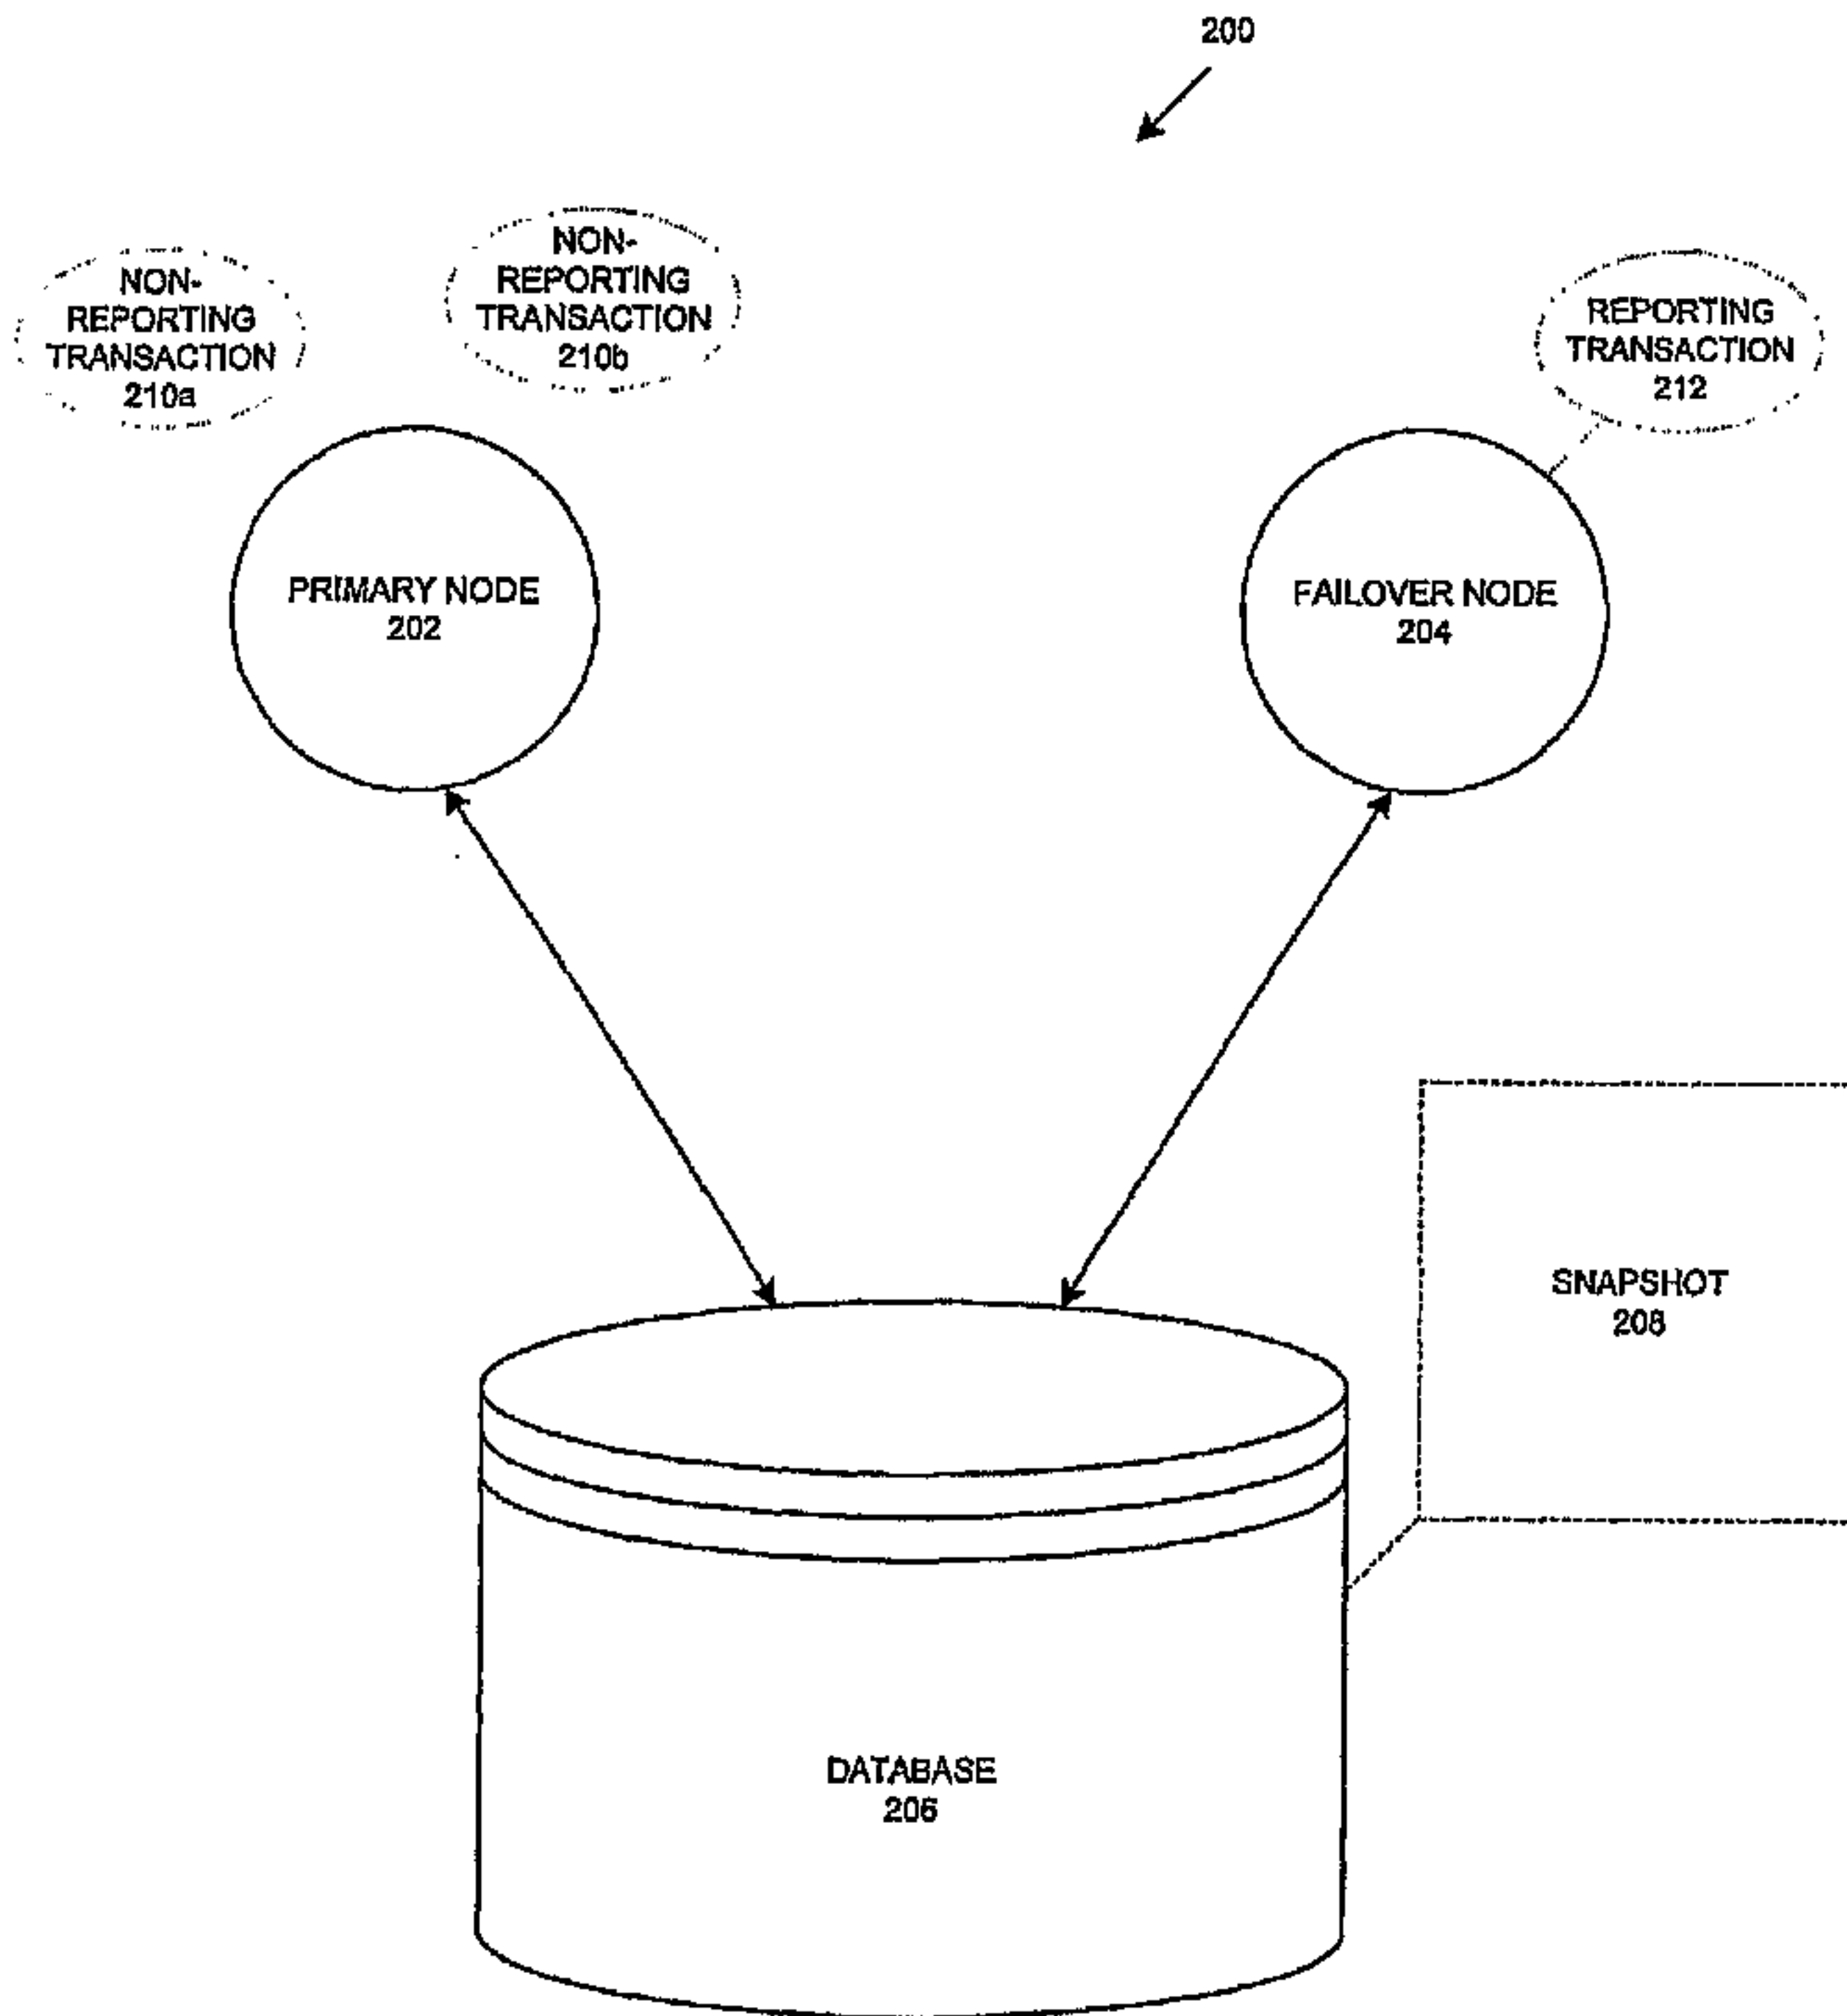 200
NON-
REPORTING
TRANSACTION
210a
NON-
REPORTING
TRANSACTION
210b
REPORTING
TRANSACTION
212
PRIMARY NODE
202
FAILOVER NODE
204
SNAPSHOT
208
DATABASE
206